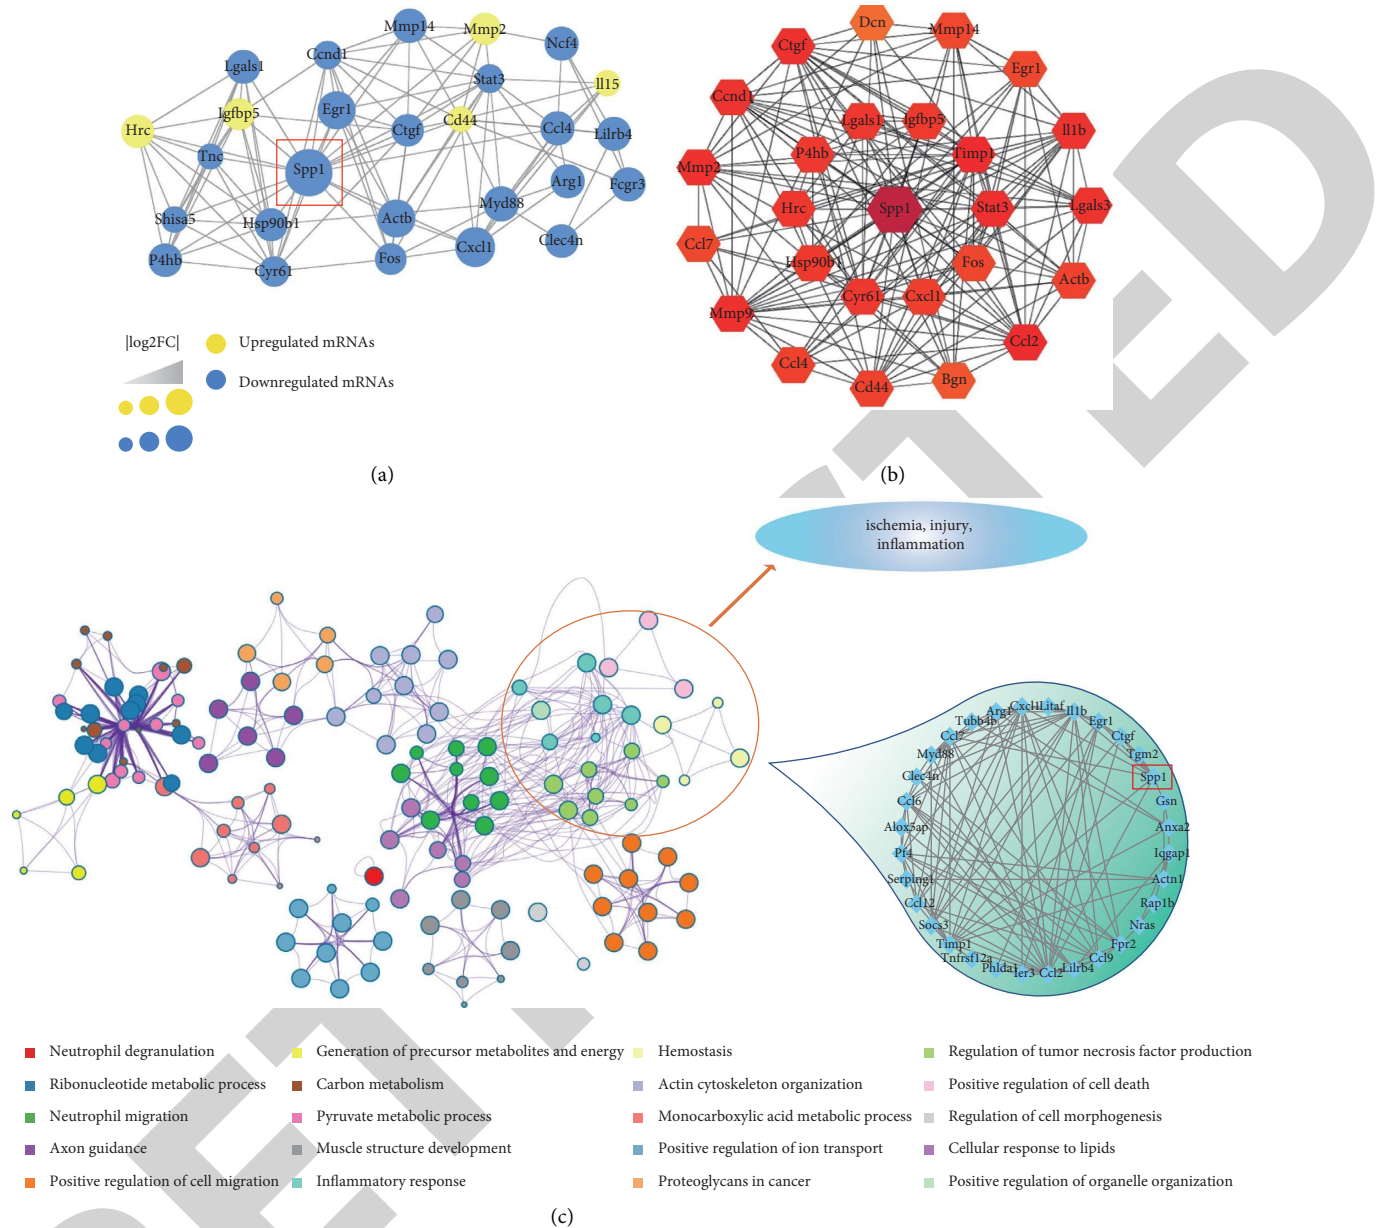 Mmp14
Mmp2
Ncf4
Ccnd1
Lgals1
Stat3
Il15
Igfbp5
Egr1
Hrc
Ctgf
Cd44
Ccl4
Lilrb4
Tnc
Spp1
Arg1
Fcgr3
Shisa5
Hsp90b1
Actb
Myd88
P4hb
Cyr61
Fos
Cxcl1
Clec4n
|log2FC|
Upregulated mRNAs
Downregulated mRNAs
(a)
Dcn
Mmp14
Ctgf
Egr1
Ccnd1
Lgals1
Igfbp5
Il1b
P4hb
Timp1
Mmp2
Hrc
Spp1
Stat3
Lgals3
Ccl7
Hsp90b1
Fos
Actb
Cyr61
Cxcl1
Mmp9
Ccl2
Ccl4
Cd44
Bgn
(b)
ischemia, injury,
inflammation
Cxcl1
Litaf
Il1b
Arg1
Egr1
Tubb4b
Ctgf
Ccl7
Tgm2
Myd88
Spp1
Clec4n
Gsn
Ccl6
Anxa2
Alox5ap
Iqgap1
Pf4
Actn1
Serping1
Rap1b
Ccl12
Nras
Socs3
Fpr2
Timp1
Ccl9
Tnfrsf12a
Lilrb4
Phlda1
Ier3
Ccl2
Neutrophil degranulation
Ribonucleotide metabolic process
Neutrophil migration
Axon guidance
Positive regulation of cell migration
Generation of precursor metabolites and energy
Carbon metabolism
Pyruvate metabolic process
Muscle structure development
Inflammatory response
Hemostasis
Actin cytoskeleton organization
Monocarboxylic acid metabolic process
Positive regulation of ion transport
Proteoglycans in cancer
Regulation of tumor necrosis factor production
Positive regulation of cell death
Regulation of cell morphogenesis
Cellular response to lipids
Positive regulation of organelle organization
(c)